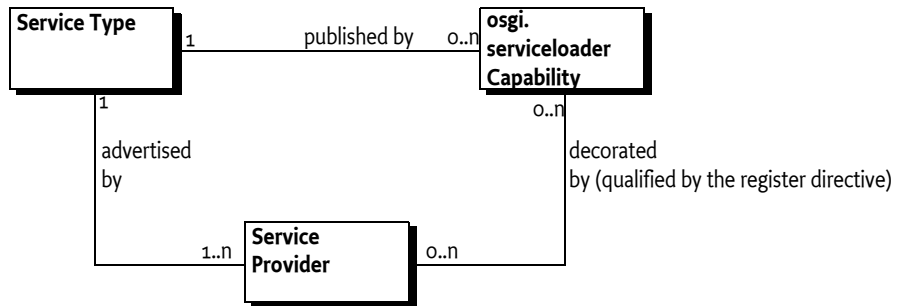 Service Type
1
published by
0..n
osgi.
serviceloader
Capability
1
advertised
by
0..n
decorated
by (qualified by the register directive)
1..n
Service
Provider
0..n